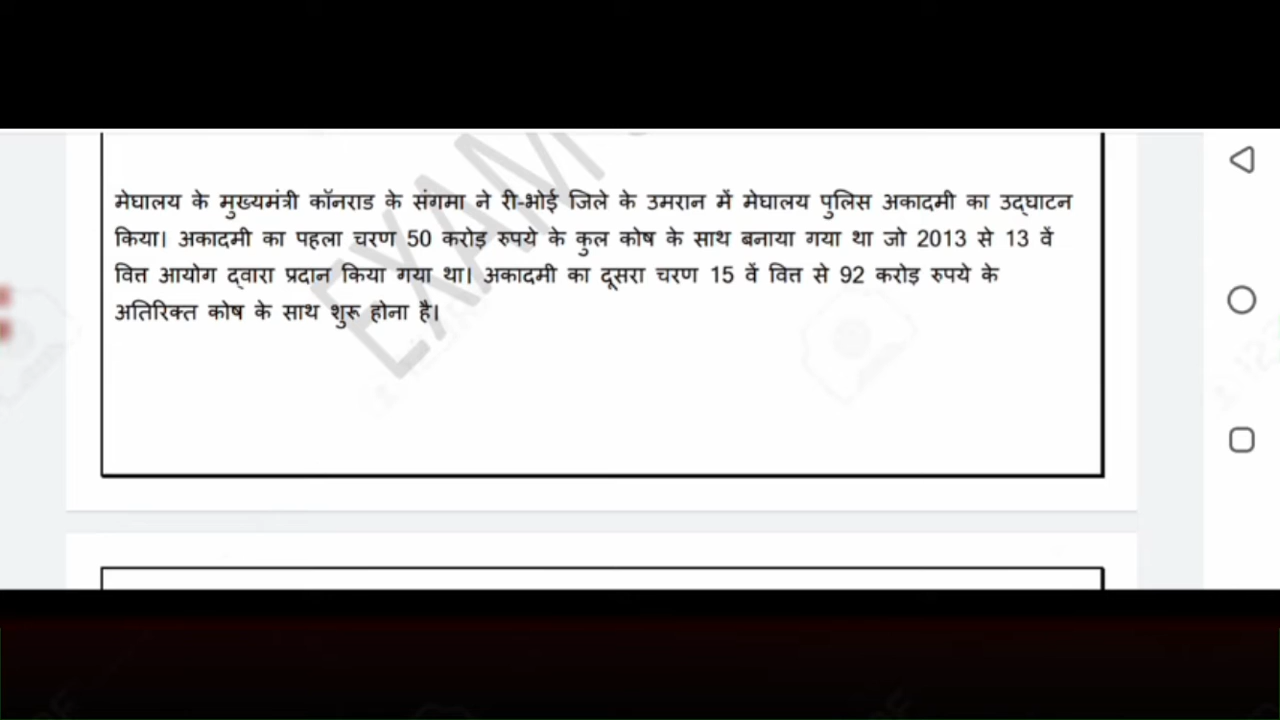 मेघालय के मुख्यमंत्री कॉनराड के संगमा ने री-भोई जिले के उमरान में मेघालय पुलिस अकादमी का उद्घाटन
किया। अकादमी का पहला चरण 50 करोड़ रुपये के कुल कोष के साथ बनाया गया था जो 2013 से 13 वें
वित्त आयोग द्वारा प्रदान किया गया था। अकादमी का दूसरा चरण 15 वें वित्त से 92 करोड़ रुपये के
अतिरिक्त कोष के साथ शुरू होना है।
EXAM